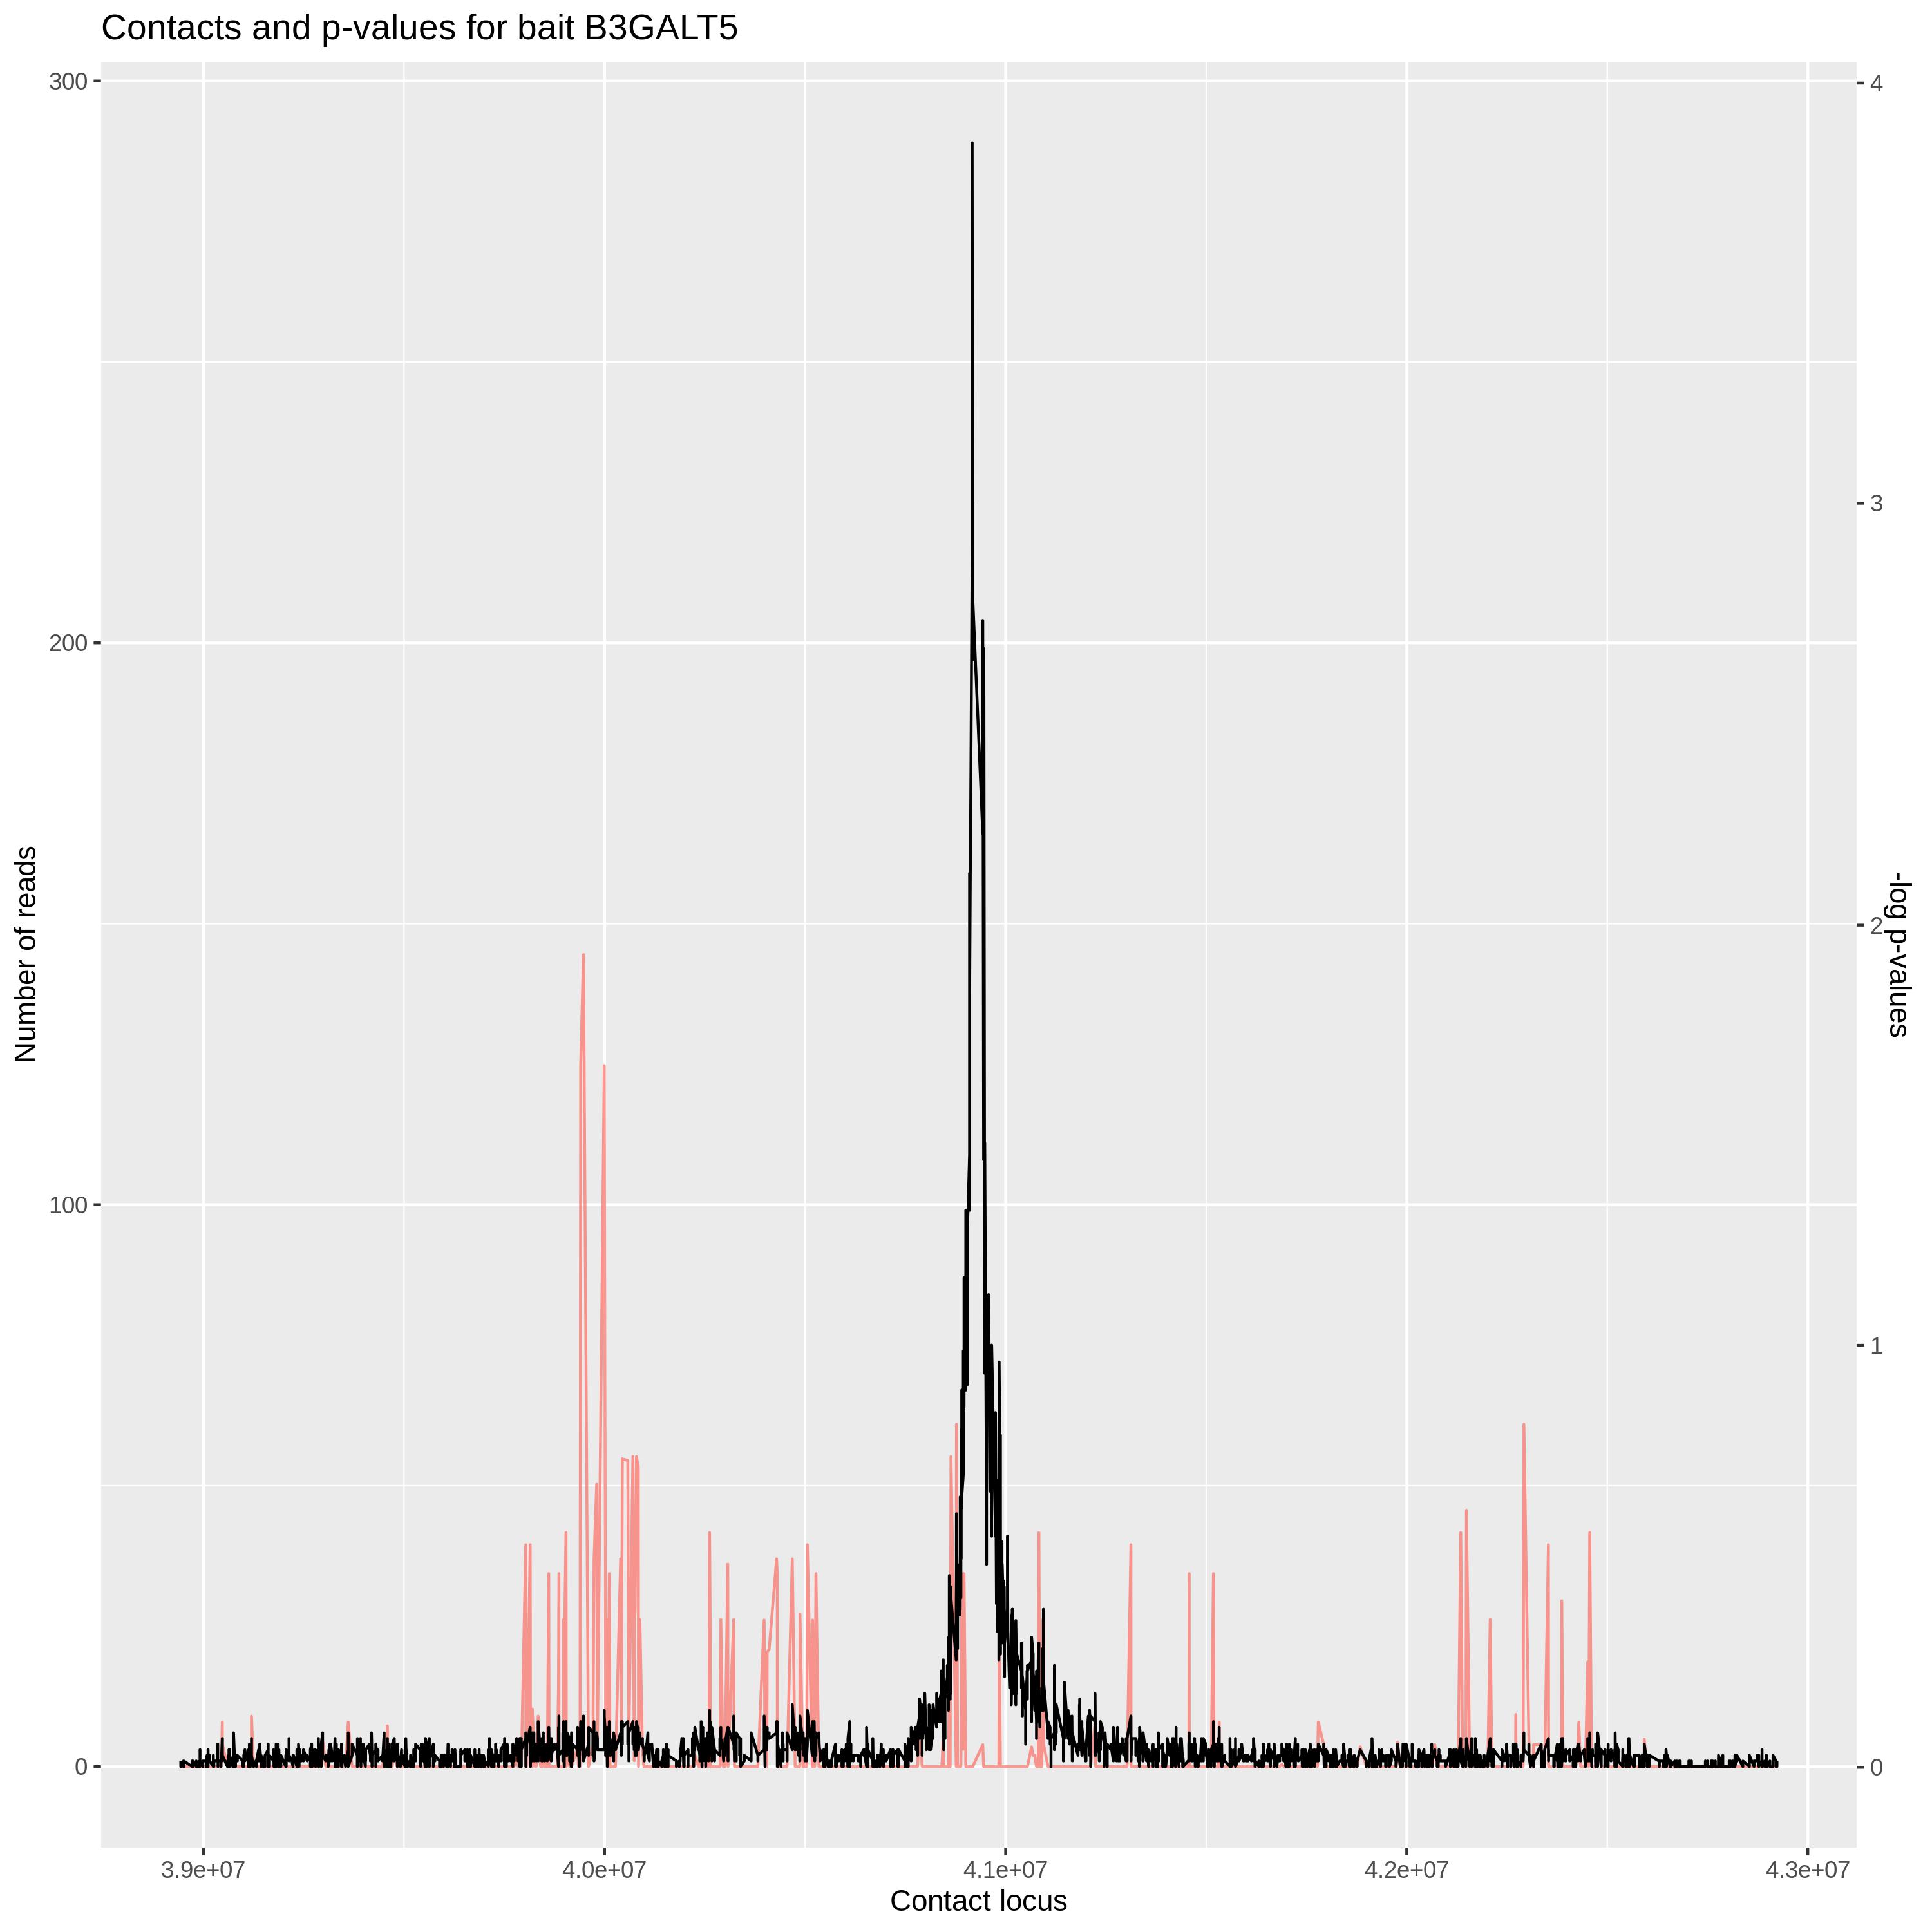 Contacts and p-values for bait B3GALT5
300
200
100
0
Number of reads
4
3
2
1
0
-log p-values
3.9e+07 4.0e+07 4.1e+07 4.2e+07 4.3e+07
Contact locus